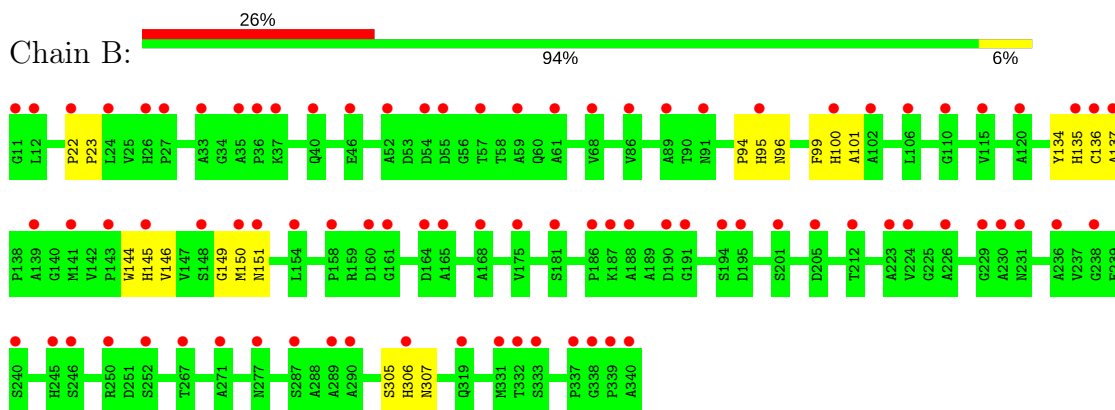 26%
Chain B:
94% 6%
G11 L12 P22 P23 L24 V25 H26 P27 A33 G34 A35 P36 K37 Q40 E46 A52 D53 D54 D55 G56 T57 T58 A59 Q60 A61 V68 V86 A89 T90 N91 P94 H95 N96 F99 H100 A101 A102 L106 G110 V115 A120 Y134 H135 C136 A137
P138 A139 G140 M141 V142 P143 W144 H145 V146 V147 S148 G149 M150 N151 L154 P158 R159 D160 G161 D164 A165 A168 V175 S181 P186 K187 A188 A189 D190 G191 S194 D195 S201 D205 T212 A223 V224 G225 A226 G229 A230 N231 A236 V237 G238 E239
S240 H245 S246 R250 D251 S252 T267 A271 N277 S287 A288 A289 A290 S305 H306 N307 Q319 M331 T332 S333 P337 G338 P339 A340